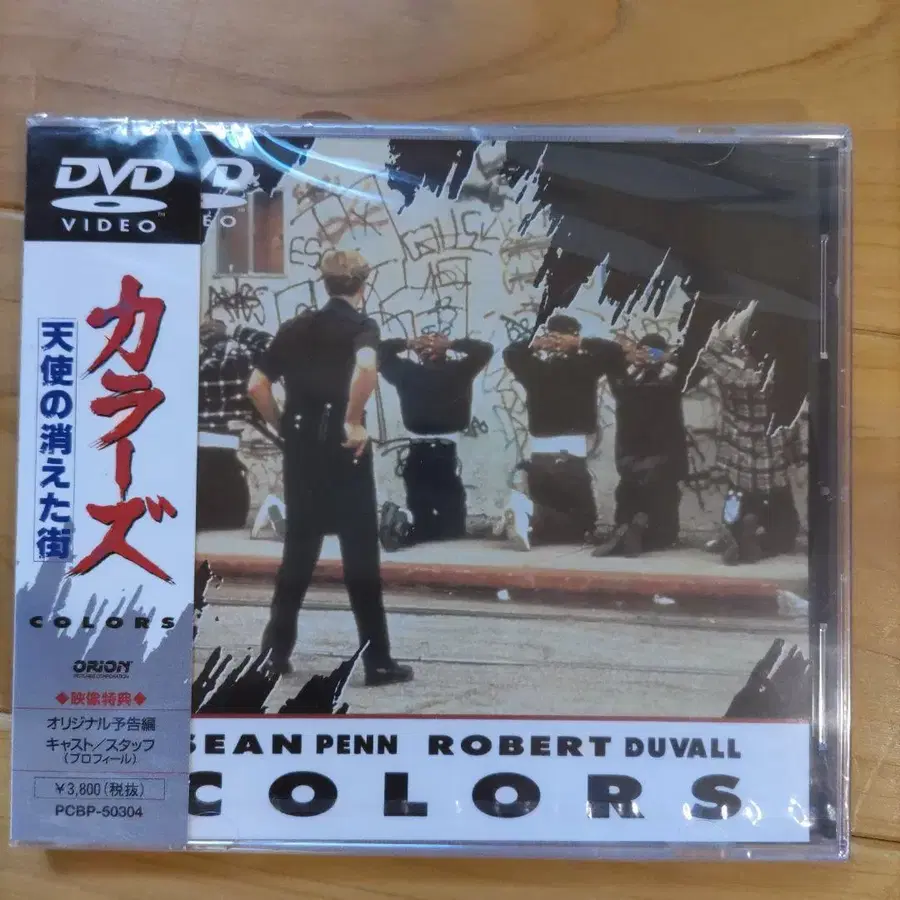 DVD
VIDEO™
カラーズ
天使の消えた街
COLORS
ORION
◆映像特典◆
オリジナル予告編
キャスト/スタッフ
(プロフィール)
¥3,800(税抜)
PCBP-50304
D
EO
SEAN PENN ROBERT DUVALL
COLORS